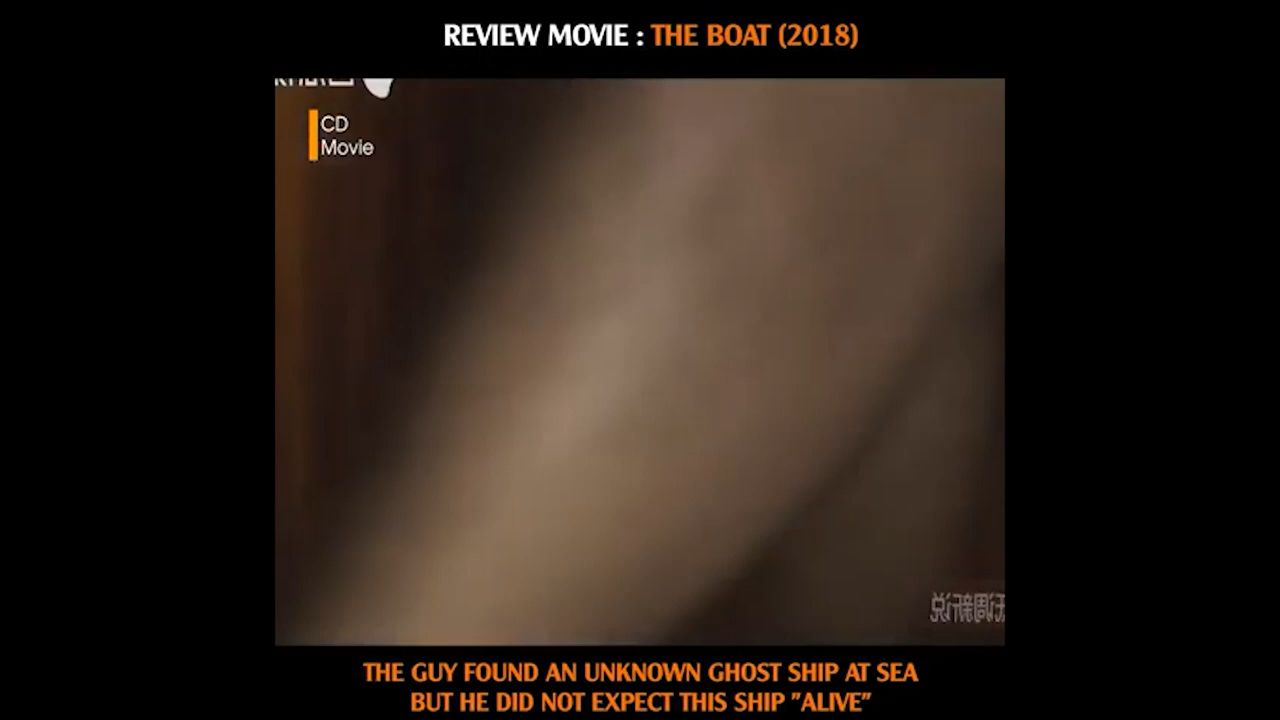 REVIEW MOVIE : THE BOAT (2018)
CD
Movie
THE GUY FOUND AN UNKNOWN GHOST SHIP AT SEA
BUT HE DID NOT EXPECT THIS SHIP "ALIVE"